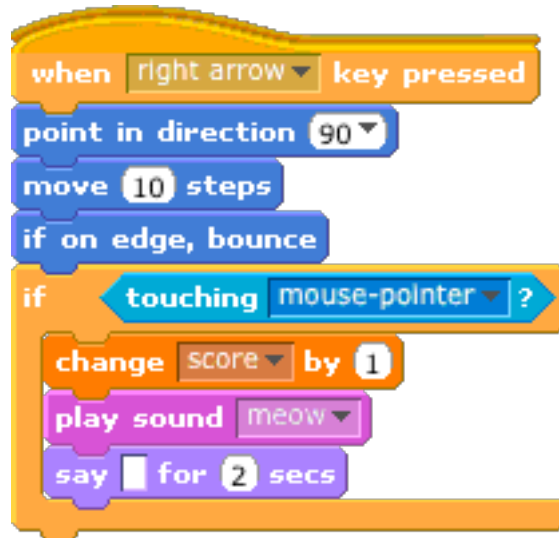 when right arrow key pressed
point in direction 90
move 10 steps
if on edge, bounce
if touching mouse-pointer ?
change score by 1
play sound meow
say for 2 secs